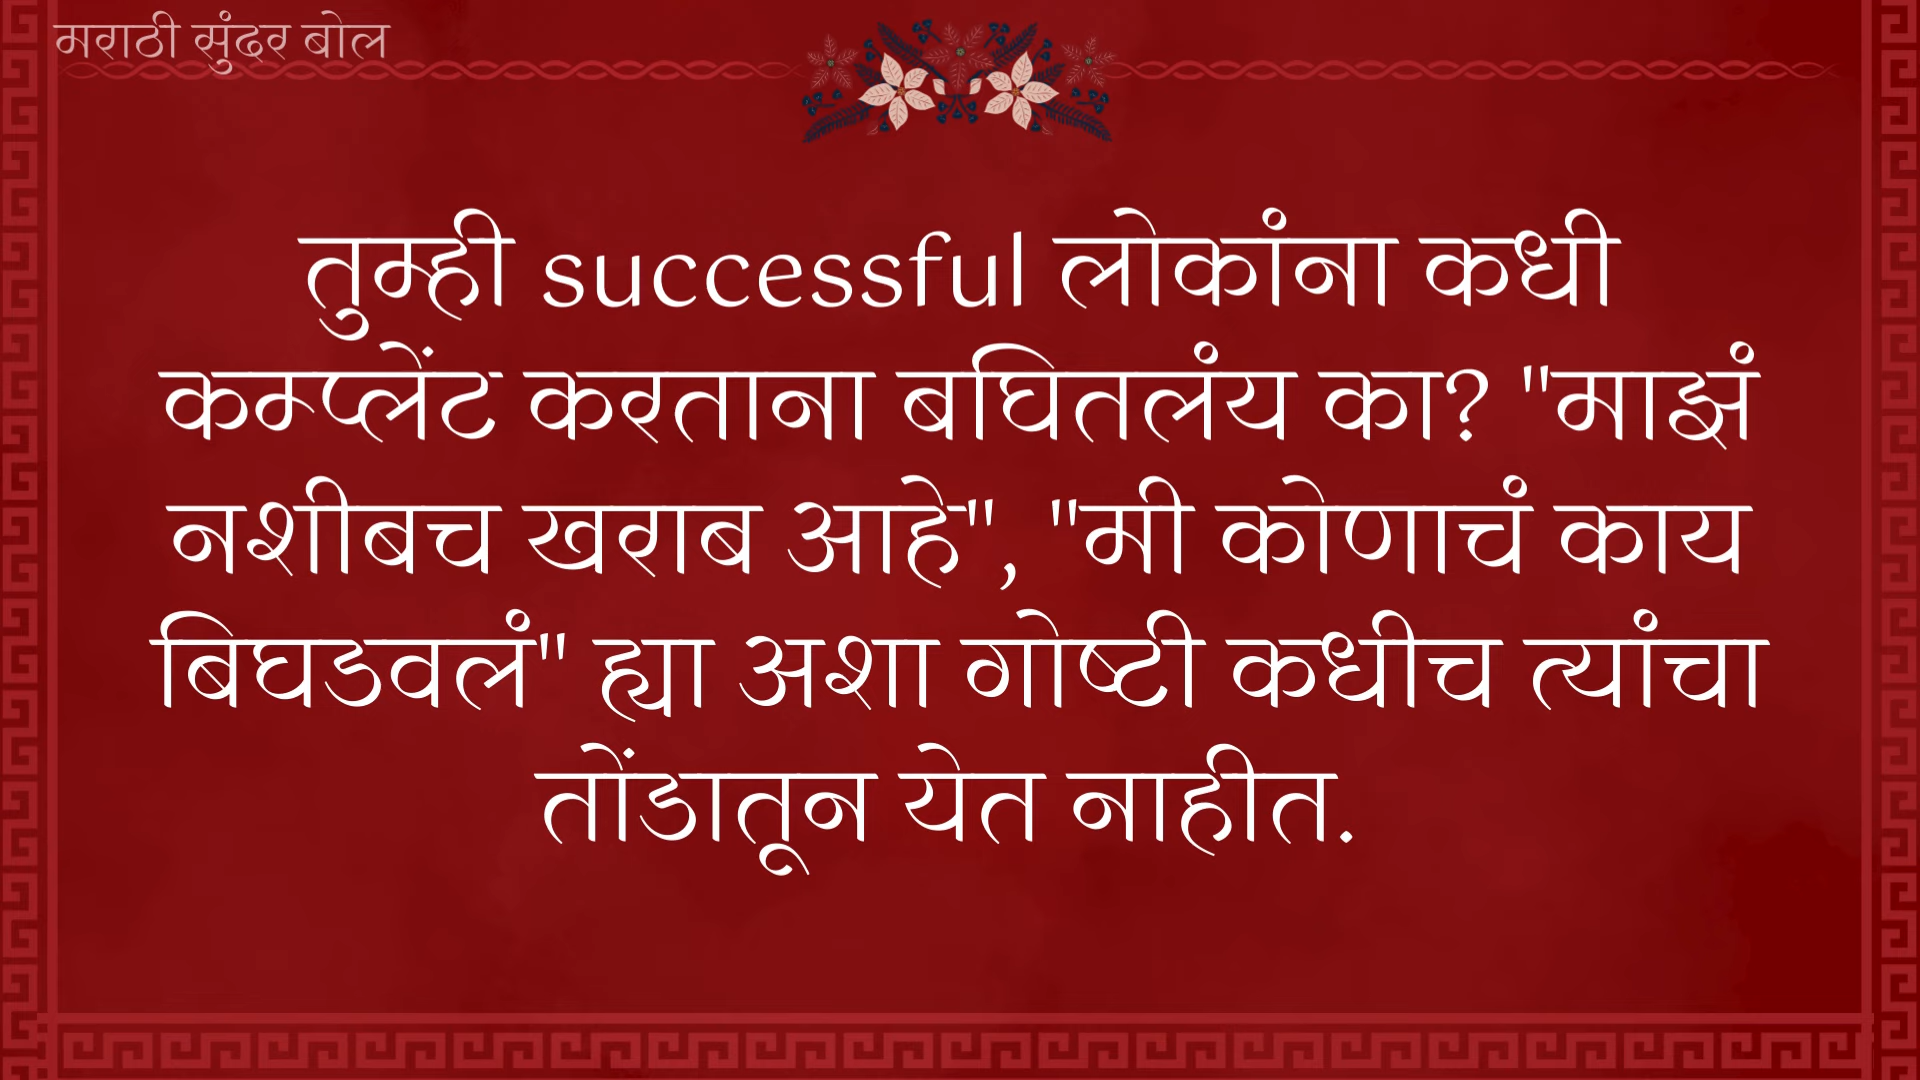 मराठी सुंदर बोल
तुम्ही successful लोकांना कधी
कम्प्लेंट करताना बघितलंय का? "माझं
नशीबच खराब आहे", "मी कोणाचं काय
बिघडवलं" ह्या अशा गोष्टी कधीच त्यांचा
तोंडातून येत नाहीत.